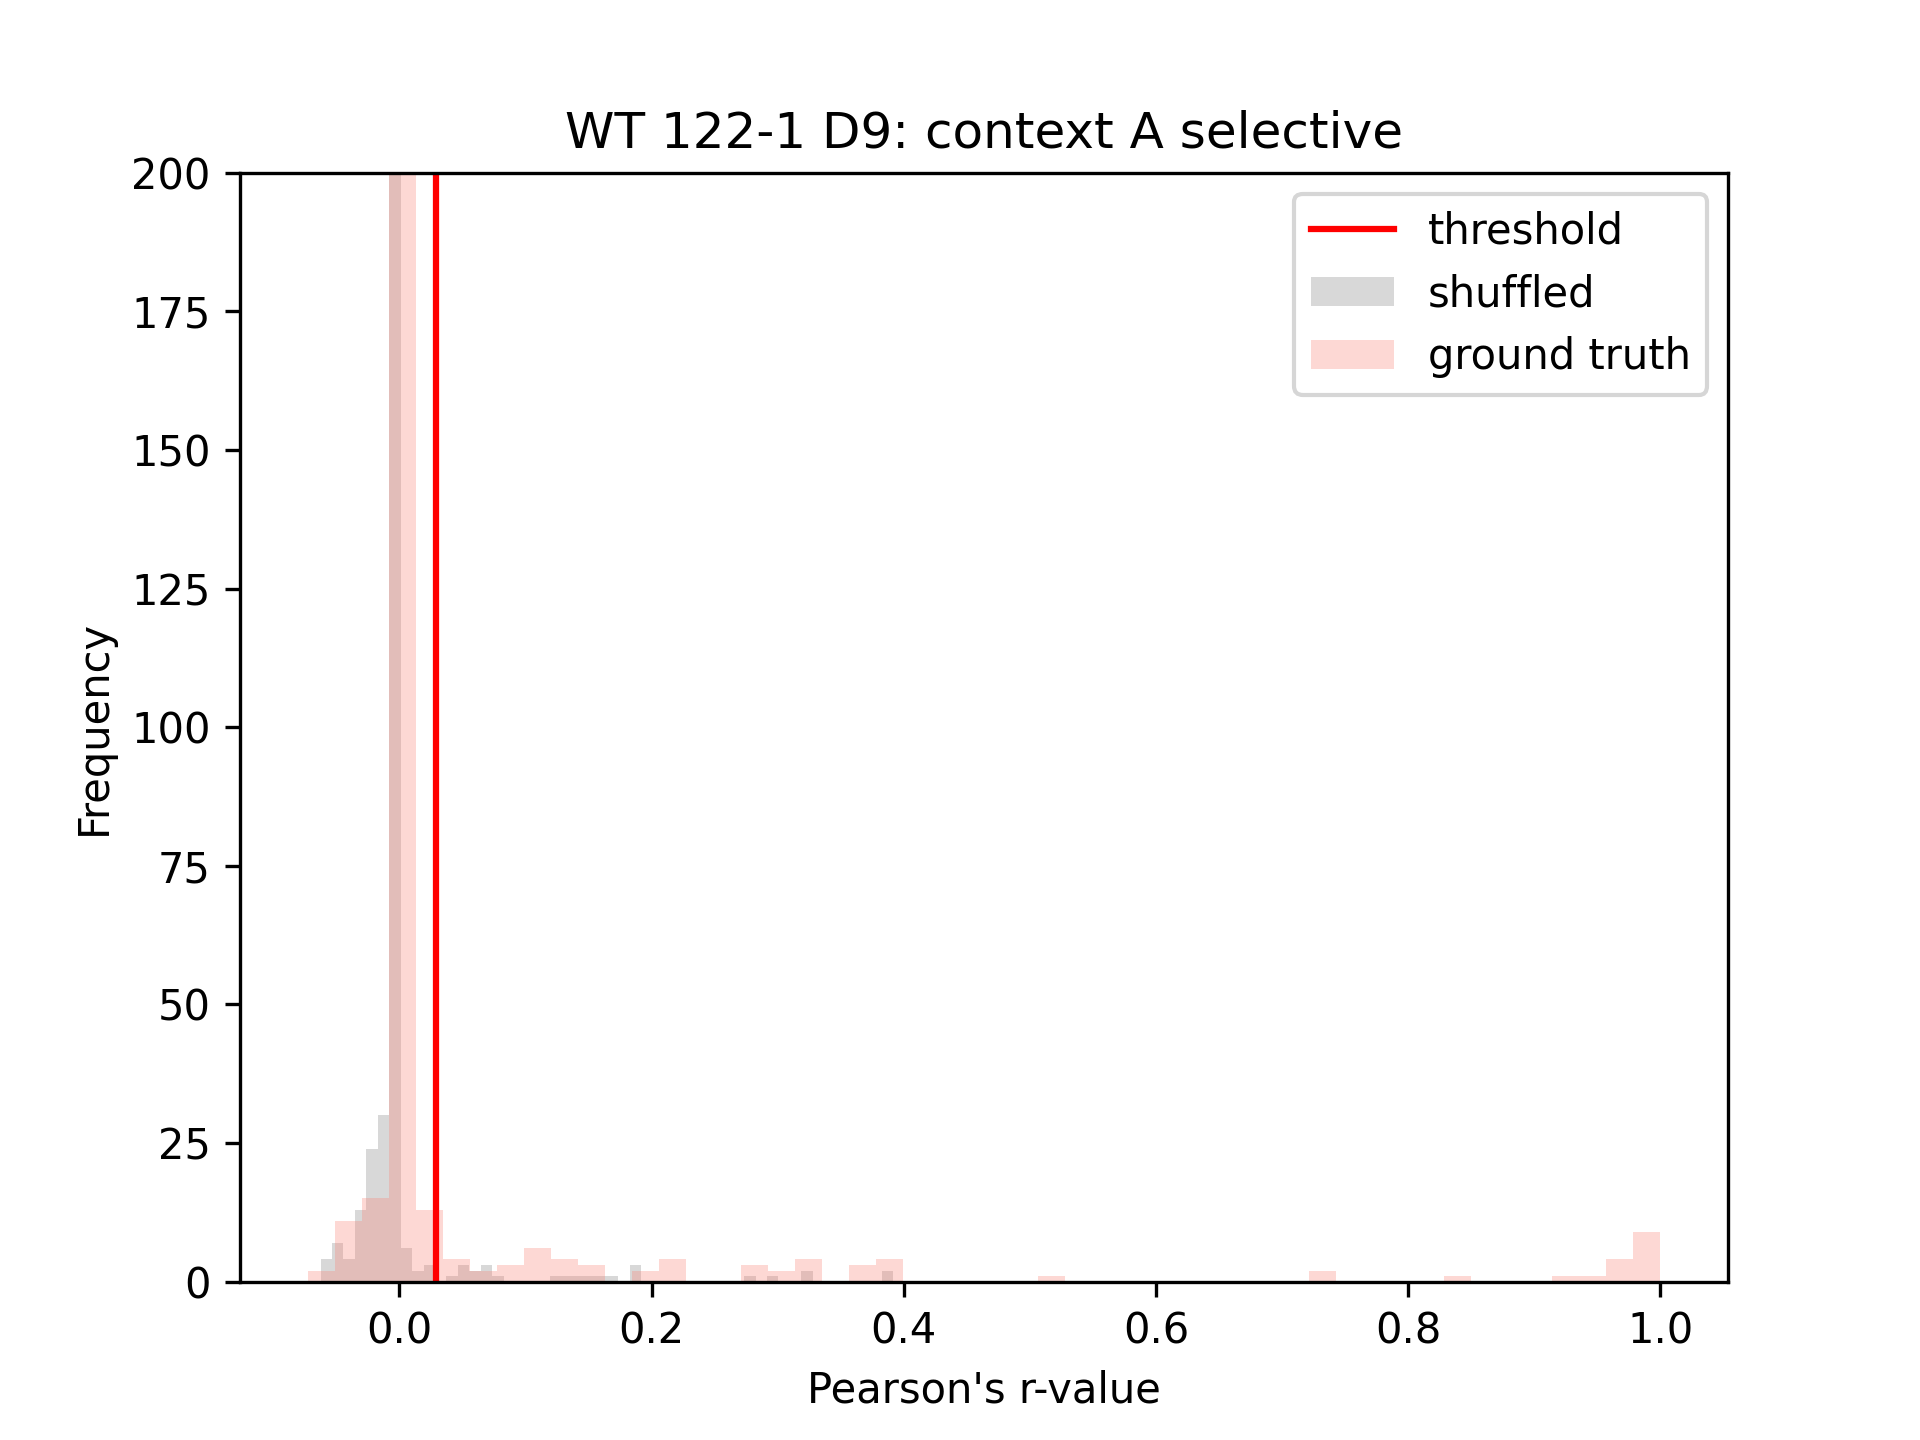 WT 122-1 D9: context A selective
threshold
shuffled
ground truth
200
175
150
125
100
75
50
25
0
Frequency
0.0 0.2 0.4 0.6 0.8 1.0
Pearson's r-value